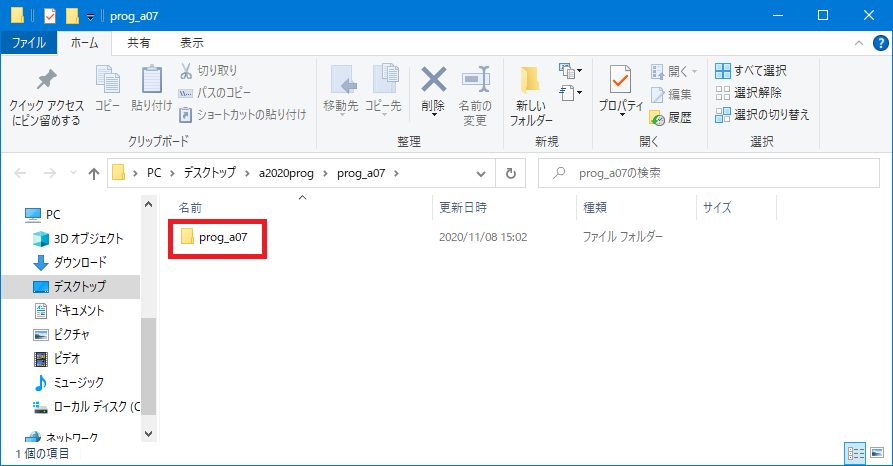 prog_a07
ファイル ホーム 共有 表示
クイック アクセス
にピン留めする
コピー
貼り付け
切り取り
パスのコピー
ショートカットの貼り付け
クリップボード
移動先
コピー先
削除
名前の
変更
整理
新しい
フォルダー
新規
プロパティ
開く
編集
履歴
開く
すべて選択
選択解除
選択の切り替え
選択
PC デスクトップ a2020prog prog_a07
prog_a07の検索
PC
3D オブジェクト
ダウンロード
デスクトップ
ドキュメント
ピクチャ
ビデオ
ミュージック
ローカル ディスク (C
ネットワーク
名前 更新日時 種類 サイズ
prog_a07 2020/11/08 15:02 ファイル フォルダー
1 個の項目